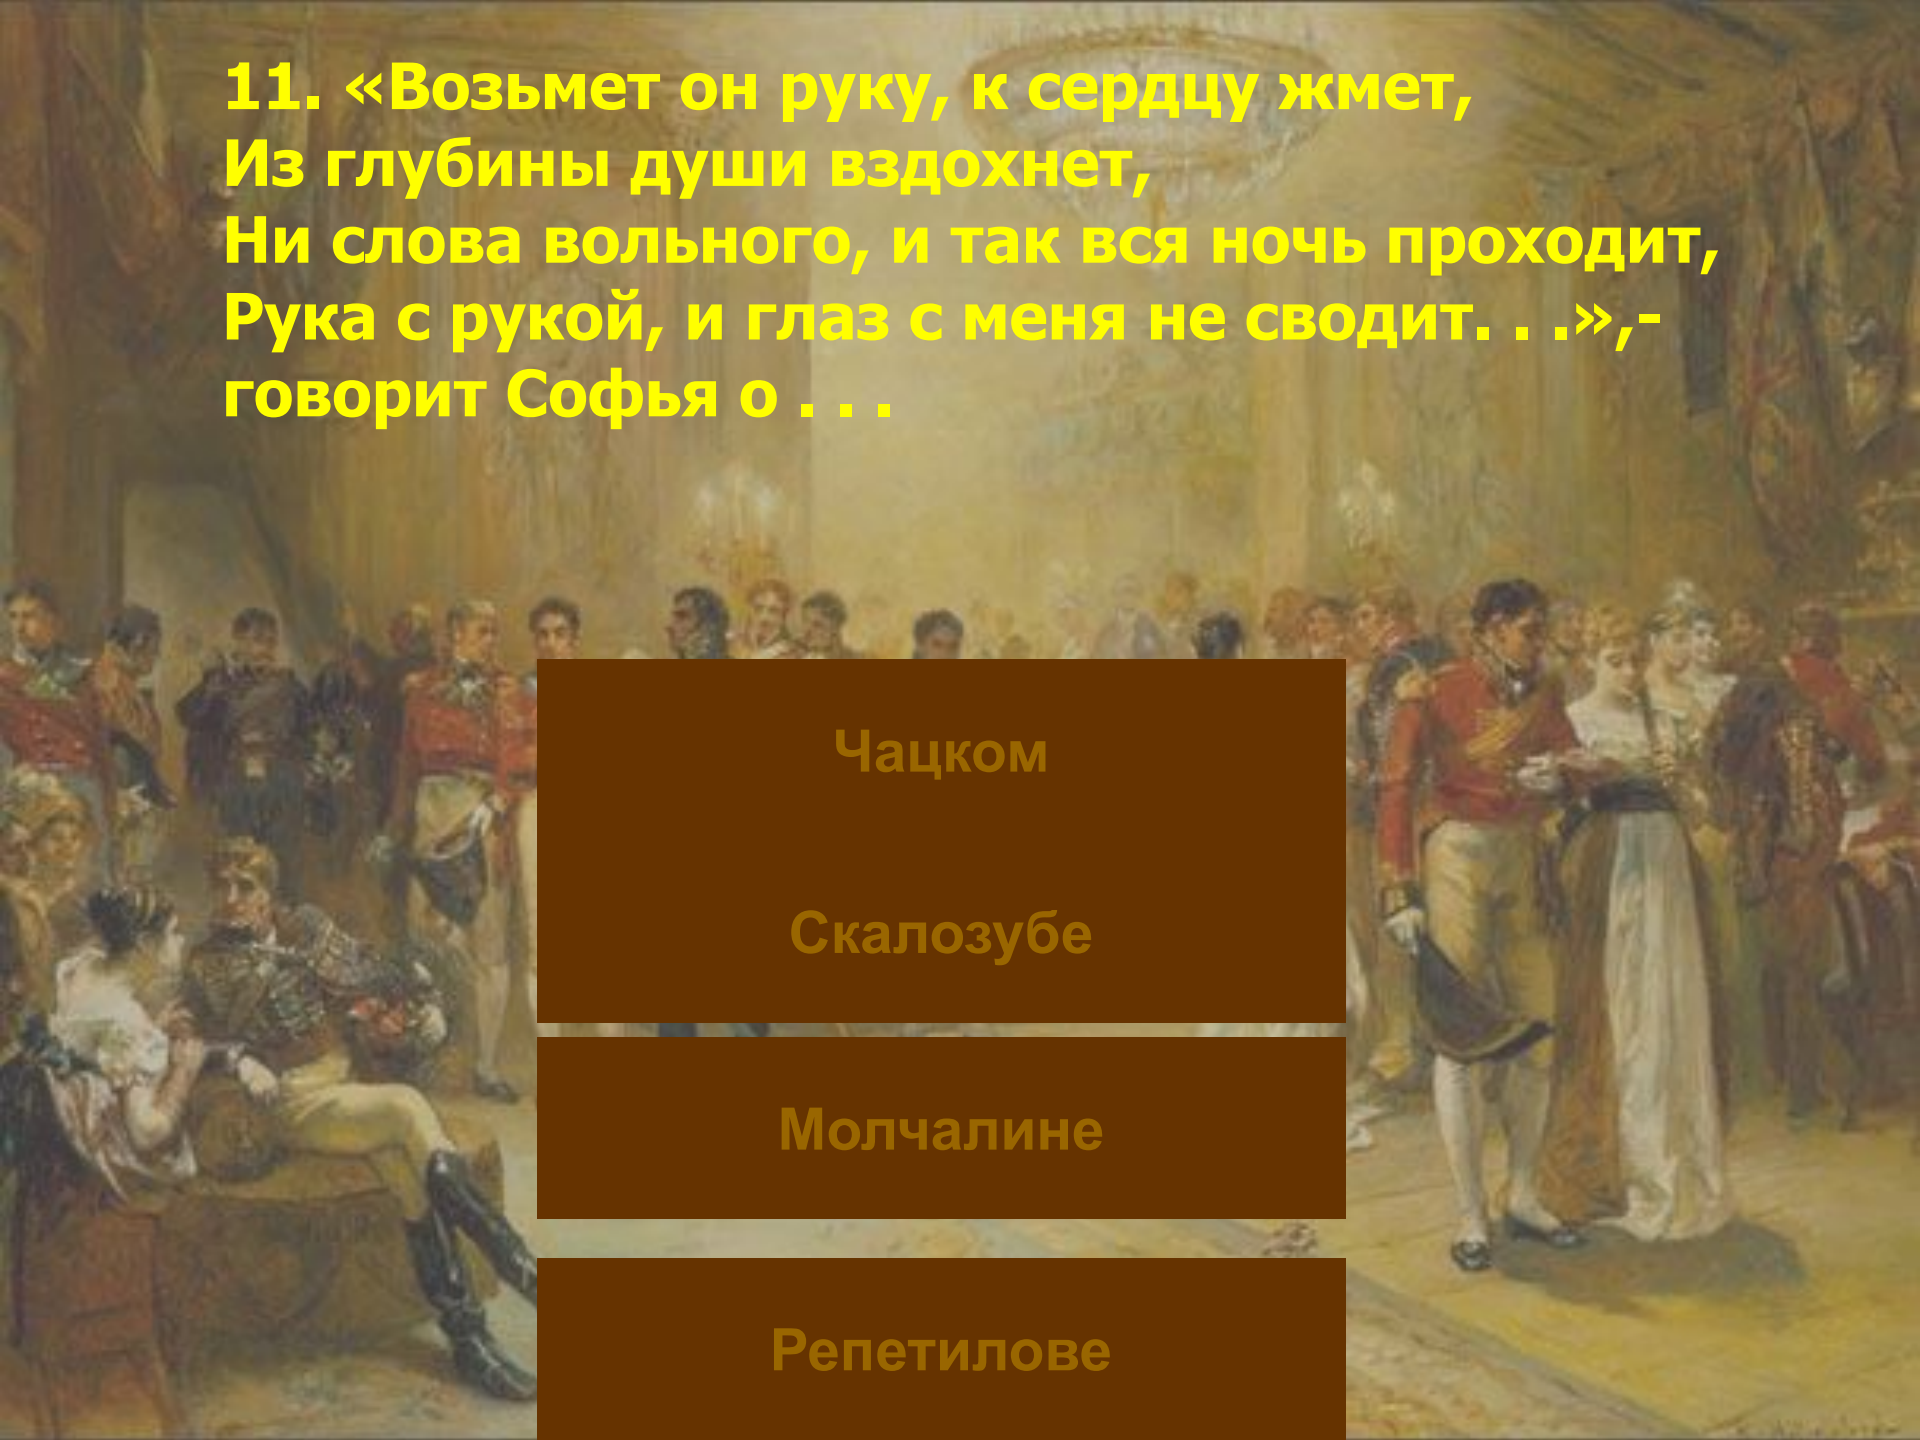 11. «Возьмет он руку, к сердцу жмет,
Из глубины души вздохнет,
Ни слова вольного, и так вся ночь проходит,
Рука с рукой, и глаз с меня не сводит. . .»,-
говорит Софья о . . .
Чацком
Скалозубе
Молчалине
Репетилове